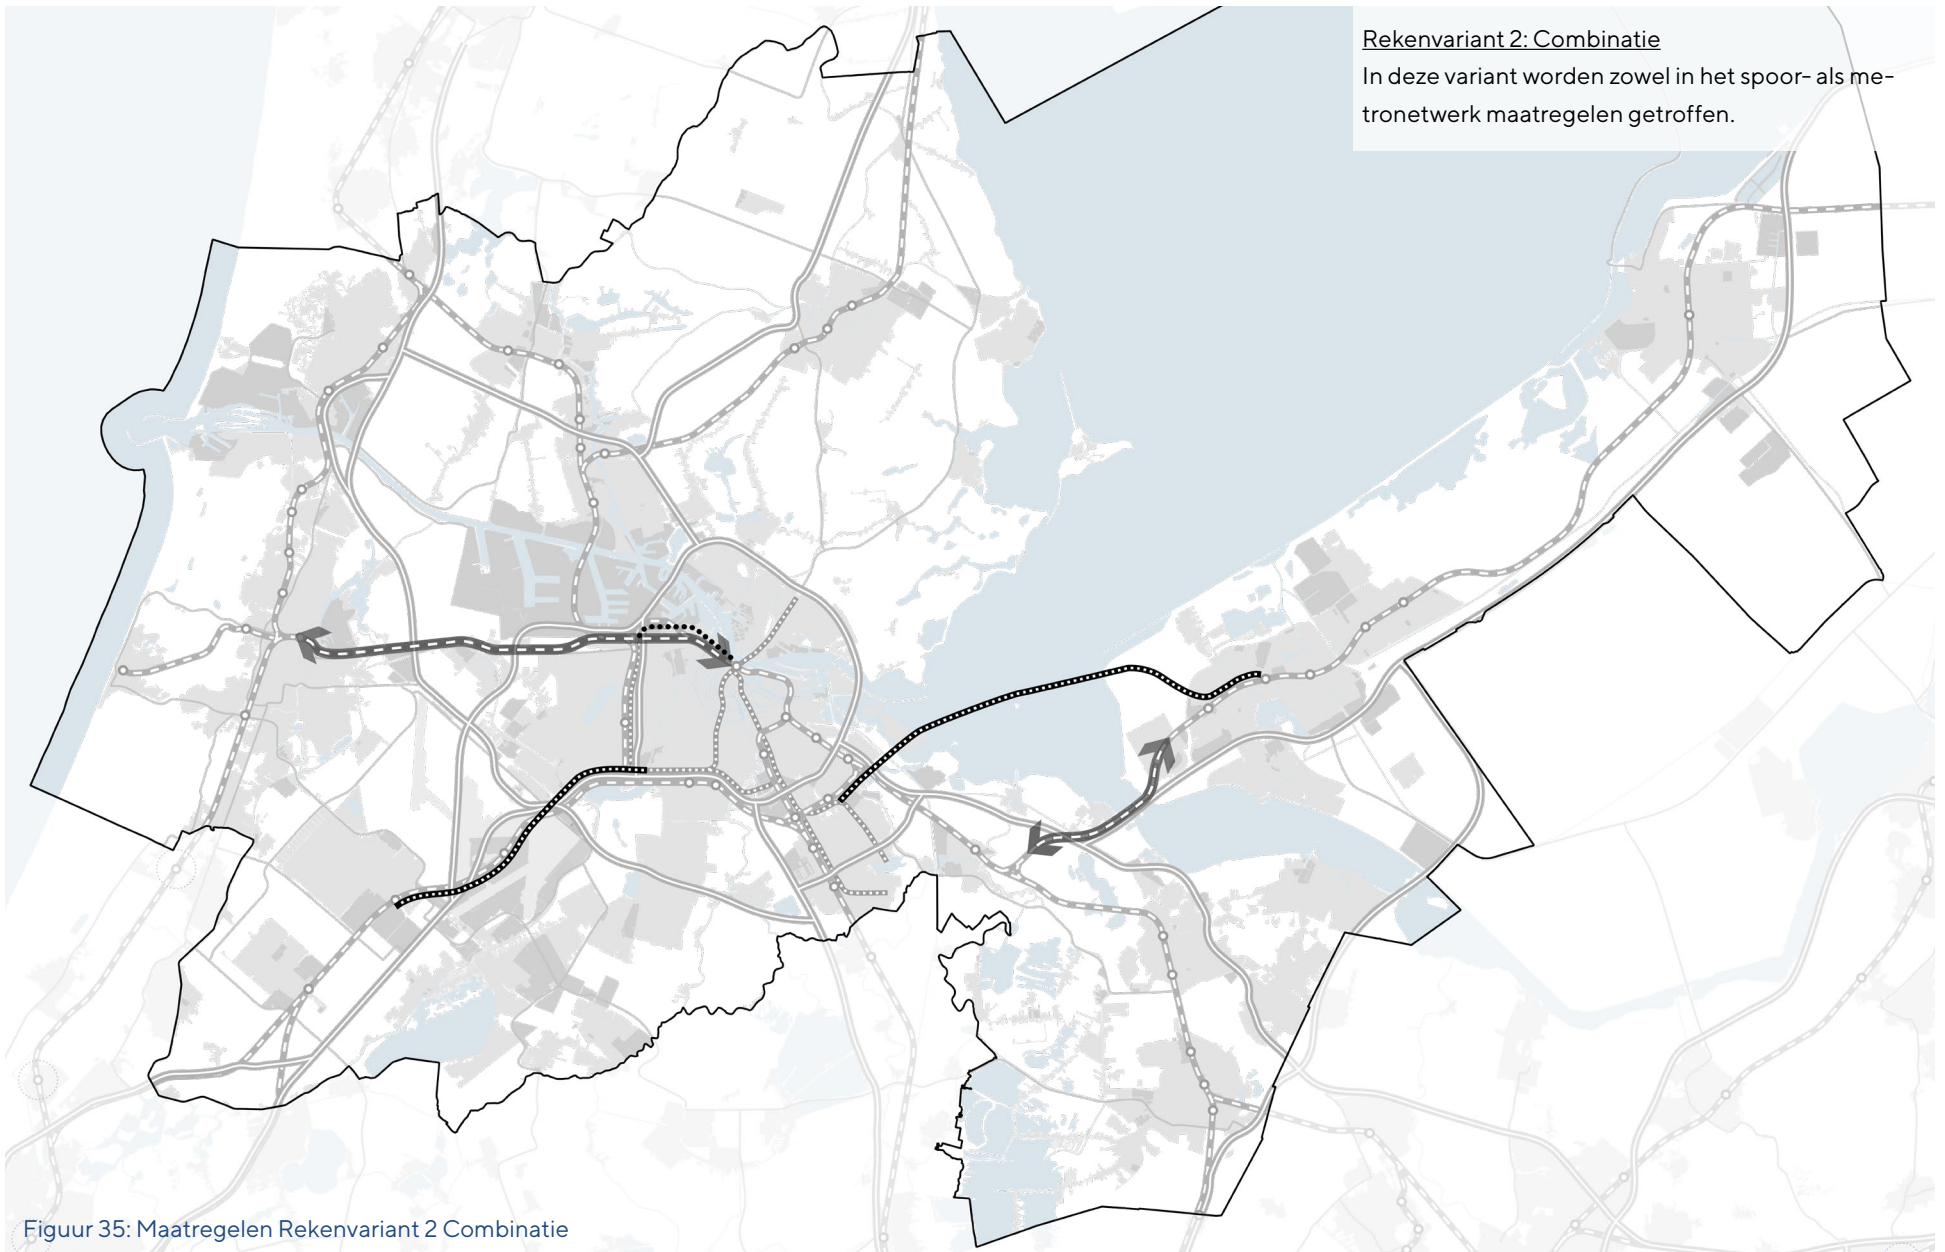 Rekenvariant 2: Combinatie
In deze variant worden zowel in het spoor- als me-
tronetwerk maatregelen getroffen.
Figuur 35: Maatregelen Rekenvariant 2 Combinatie